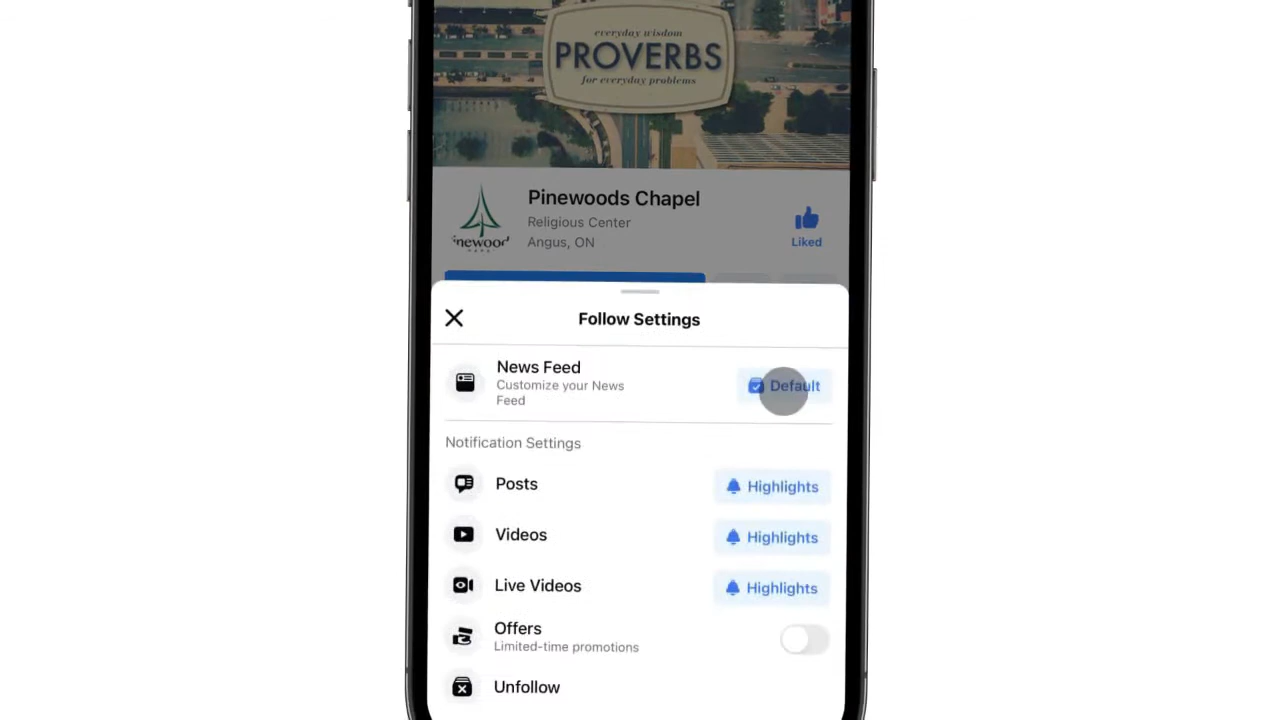 everyday wisdom
PROVERBS
for everyday problems
Pinewoods Chapel
Religious Center
Angus, ON
Liked
Follow Settings
News Feed
Customize your News
Feed
Default
Notification Settings
Posts
Highlights
Videos
Highlights
Live Videos
Highlights
Offers
Limited-time promotions
Unfollow